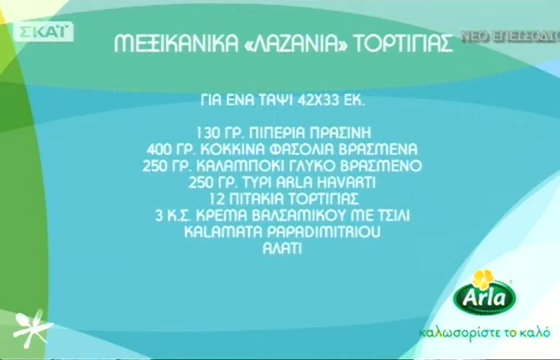 ΣΚΑΪ
ΝΕΟ ΕΠΕΙΣΟΔΙΟ
ΜΕΞΙΚΑΝΙΚΑ «ΛΑΖΑΝΙΑ» ΤΟΡΤΙΓΙΑΣ
ΓΙΑ ΕΝΑ ΤΑΨΙ 42Χ33 ΕΚ.
130 ΓΡ. ΠΙΠΕΡΙΑ ΠΡΑΣΙΝΗ
400 ΓΡ. ΚΟΚΚΙΝΑ ΦΑΣΟΛΙΑ ΒΡΑΣΜΕΝΑ
250 ΓΡ. ΚΑΛΑΜΠΟΚΙ ΓΛΥΚΟ ΒΡΑΣΜΕΝΟ
250 ΓΡ. ΤΥΡΙ ARLA HAVARTI
12 ΠΙΤΑΚΙΑ ΤΟΡΤΙΓΙΑΣ
3 Κ.Σ. ΚΡΕΜΑ ΒΑΛΣΑΜΙΚΟΥ ΜΕ ΤΣΙΛΙ
KALAMATA PAPADIMITRIOU
ΑΛΑΤΙ
Arla
καλωσορίστε το καλό